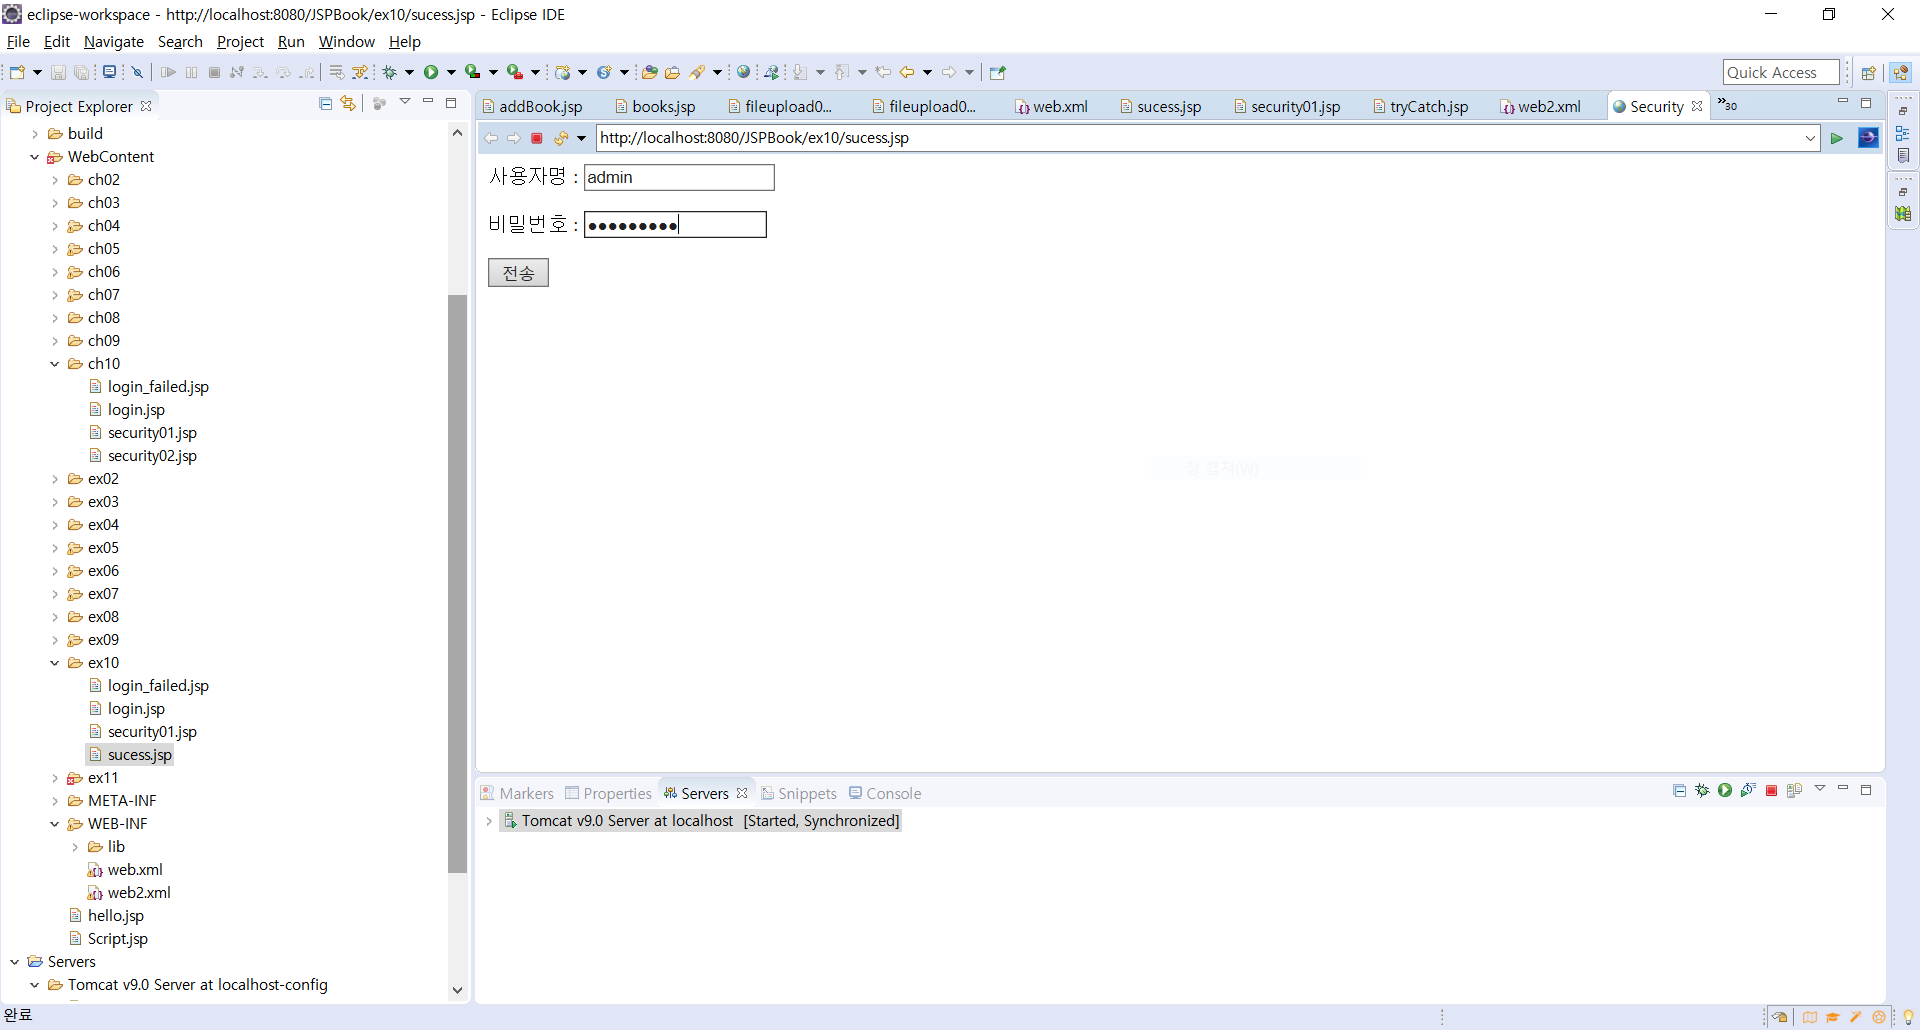 eclipse-workspace - http://localhost:8080/JSPBook/ex10/sucess.jsp - Eclipse IDE
File Edit Navigate Search Project Run Window Help
Quick Access
Project Explorer
addBook.jsp books.jsp fileupload0... fileupload0... web.xml sucess.jsp security01.jsp tryCatch.jsp web2.xml Security »30
http://localhost:8080/JSPBook/ex10/sucess.jsp
build
WebContent
ch02
ch03
ch04
ch05
ch06
ch07
ch08
ch09
ch10
login_failed.jsp
login.jsp
security01.jsp
security02.jsp
ex02
ex03
ex04
ex05
ex06
ex07
ex08
ex09
ex10
login_failed.jsp
login.jsp
security01.jsp
sucess.jsp
ex11
META-INF
WEB-INF
lib
web.xml
web2.xml
hello.jsp
Script.jsp
Servers
Tomcat v9.0 Server at localhost-config
사용자명 : admin
비밀번호 : ●●●●●●●●●
전송
창 캡처(W)
Markers Properties Servers Snippets Console
Tomcat v9.0 Server at localhost [Started, Synchronized]
완료